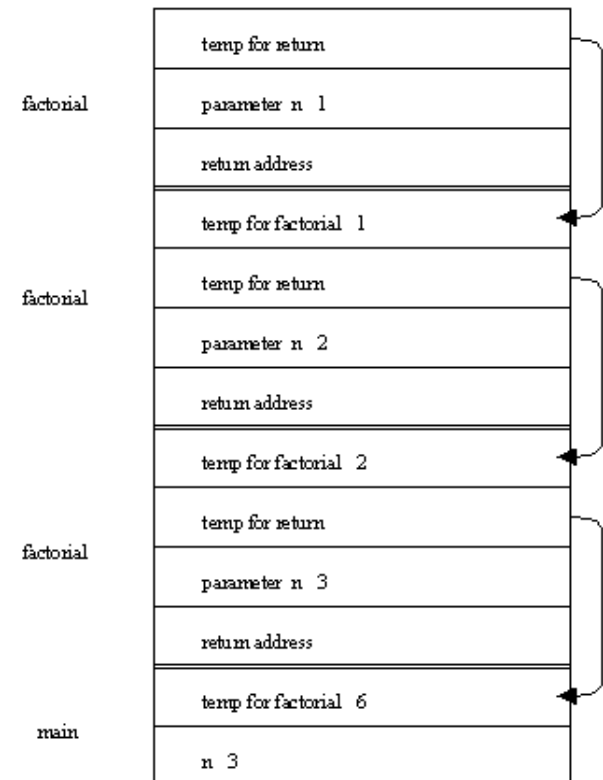 temp for return
factorial
parameter n 1
return address
temp for factorial 1
temp for return
factorial
parameter n 2
return address
temp for factorial 2
temp for return
factorial
parameter n 3
return address
temp for factorial 6
main
n 3